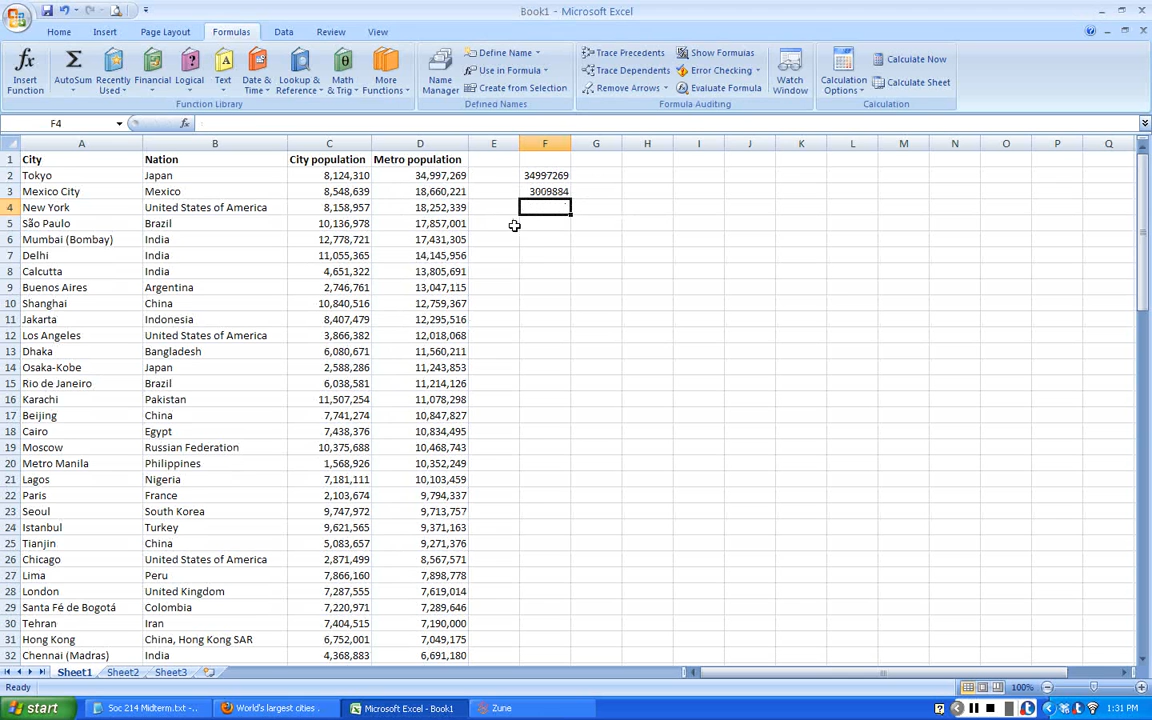 Book1 - Microsoft Excel
Home Insert Page Layout Formulas Data Review View
Insert Function
AutoSum
Recently Used
Financial
Logical
Text
Date & Time
Lookup & Reference
Math & Trig
More Functions
Function Library
Name Manager
Define Name
Use in Formula
Create from Selection
Defined Names
Trace Precedents
Trace Dependents
Remove Arrows
Show Formulas
Error Checking
Evaluate Formula
Formula Auditing
Watch Window
Calculation Options
Calculate Now
Calculate Sheet
Calculation
F4 fx
A B C D E F G H I J K L M N O P Q
1 City Nation City population Metro population
2 Tokyo Japan 8,124,310 34,997,269 34997269
3 Mexico City Mexico 8,548,639 18,660,221 3009884
4 New York United States of America 8,158,957 18,252,339
5 São Paulo Brazil 10,136,978 17,857,001
6 Mumbai (Bombay) India 12,778,721 17,431,305
7 Delhi India 11,055,365 14,145,956
8 Calcutta India 4,651,322 13,805,691
9 Buenos Aires Argentina 2,746,761 13,047,115
10 Shanghai China 10,840,516 12,759,367
11 Jakarta Indonesia 8,407,479 12,295,516
12 Los Angeles United States of America 3,866,382 12,018,068
13 Dhaka Bangladesh 6,080,671 11,560,211
14 Osaka-Kobe Japan 2,588,286 11,243,853
15 Rio de Janeiro Brazil 6,038,581 11,214,126
16 Karachi Pakistan 11,507,254 11,078,298
17 Beijing China 7,741,274 10,847,827
18 Cairo Egypt 7,438,376 10,834,495
19 Moscow Russian Federation 10,375,688 10,468,743
20 Metro Manila Philippines 1,568,926 10,352,249
21 Lagos Nigeria 7,181,111 10,103,459
22 Paris France 2,103,674 9,794,337
23 Seoul South Korea 9,747,972 9,713,757
24 Istanbul Turkey 9,621,565 9,371,163
25 Tianjin China 5,083,657 9,271,376
26 Chicago United States of America 2,871,499 8,567,571
27 Lima Peru 7,866,160 7,898,778
28 London United Kingdom 7,287,555 7,619,014
29 Santa Fé de Bogotá Colombia 7,220,971 7,289,646
30 Tehran Iran 7,404,515 7,190,000
31 Hong Kong China, Hong Kong SAR 6,752,001 7,049,175
32 Chennai (Madras) India 4,368,883 6,691,180
Sheet1 Sheet2 Sheet3
Ready 100%
start Soc 214 Midterm.txt -... World's largest cities ... Microsoft Excel - Book1 Zune 1:31 PM